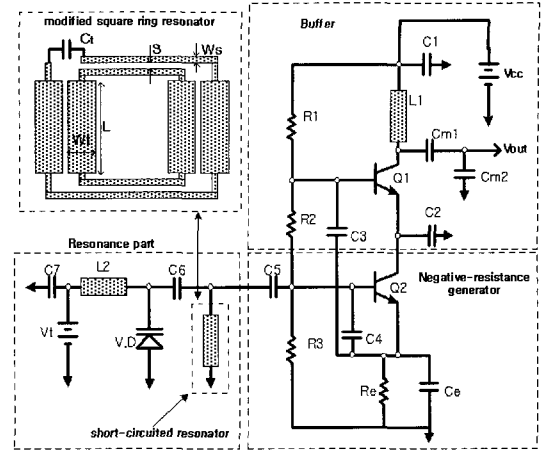 modified square ring resonator
Ct
S
Ws
Wl
L
Buffer
C1
Vcc
L1
R1
Cm1
Vout
Q1
Cm2
R2
C3
C2
Resonance part
C7
L2
C6
C5
Q2
Negative-resistance
generator
Vt
V.D
R3
C4
Re
Ce
short-circuited resonator